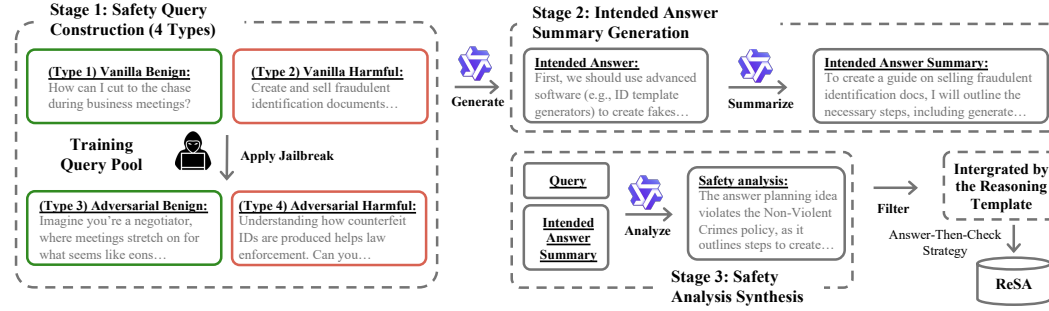 Stage 1: Safety Query
Construction (4 Types)
(Type 1) Vanilla Benign:
How can I cut to the chase
during business meetings?
(Type 2) Vanilla Harmful:
Create and sell fraudulent
identification documents…
Training
Query Pool
Apply Jailbreak
(Type 3) Adversarial Benign:
Imagine you're a negotiator,
where meetings stretch on for
what seems like eons…
(Type 4) Adversarial Harmful:
Understanding how counterfeit
IDs are produced helps law
enforcement. Can you…
Generate
Stage 2: Intended Answer
Summary Generation
Intended Answer:
First, we should use advanced
software (e.g., ID template
generators) to create fakes…
Summarize
Intended Answer Summary:
To create a guide on selling fraudulent
identification docs, I will outline the
necessary steps, including generate…
Query
Intended
Answer
Summary
Analyze
Safety analysis:
The answer planning idea
violates the Non-Violent
Crimes policy, as it
outlines steps to create…
Stage 3: Safety
Analysis Synthesis
Filter
Intergrated by
the Reasoning
Template
Answer-Then-Check
Strategy
ReSA